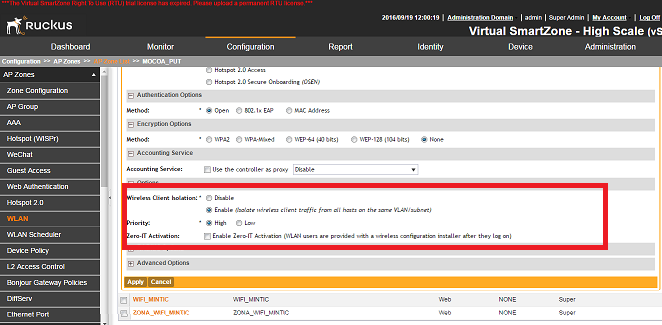 ***The Virtual SmartZone Right To Use (RTU) that license has expired. Please upload a permanent RTU license.***
Ruckus
2016/09/19 12:00:19 | Administration Domain | admin | Super Admin | My Account | Log Off
Virtual SmartZone - High Scale (vS
Dashboard Monitor Configuration Report Identity Device Administration
Configuration >> AP Zones >> >> MOCOA_PUT
AP Zones
Zone Configuration
AP Group
AAA
Hotspot (WISPr)
WeChat
Guest Access
Web Authentication
Hotspot 2.0
WLAN
WLAN Scheduler
Device Policy
L2 Access Control
Bonjour Gateway Policies
DiffServ
Ethernet Port
Hotspot 2.0 Access
Hotspot 2.0 Secure Onboarding (OSEN)
Authentication Options
Method: * Open 802.1x EAP MAC Address
Encryption Options
Method: * WPA2 WPA-Mixed WEP-64 (40 bits) WEP-128 (104 bits) None
Accounting Service
Accounting Service: Use the controller as proxy Disable
Options
Wireless Client Isolation: * Disable
Enable (Isolate wireless client traffic from all hosts on the same VLAN/subnet)
Priority: * High Low
Zero-IT Activation: Enable Zero-IT Activation (WLAN users are provided with a wireless configuration installer after they log on)
Advanced Options
Apply Cancel
WIFI_MINTIC WIFI_MINTIC Web NONE Super
ZONA_WIFI_MINTIC ZONA_WIFI_MINTIC Web NONE Super